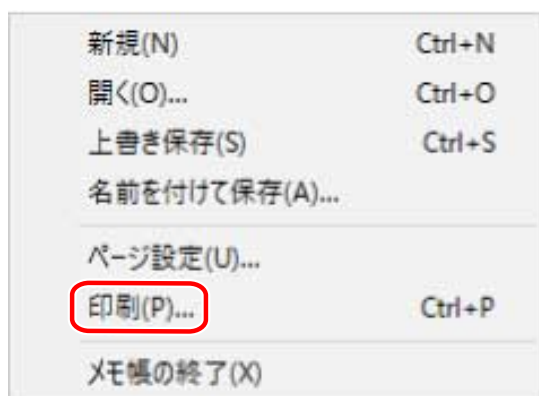 新規(N) Ctrl+N
開く(O)... Ctrl+O
上書き保存(S) Ctrl+S
名前を付けて保存(A)...
ページ設定(U)...
印刷(P)... Ctrl+P
メモ帳の終了(X)